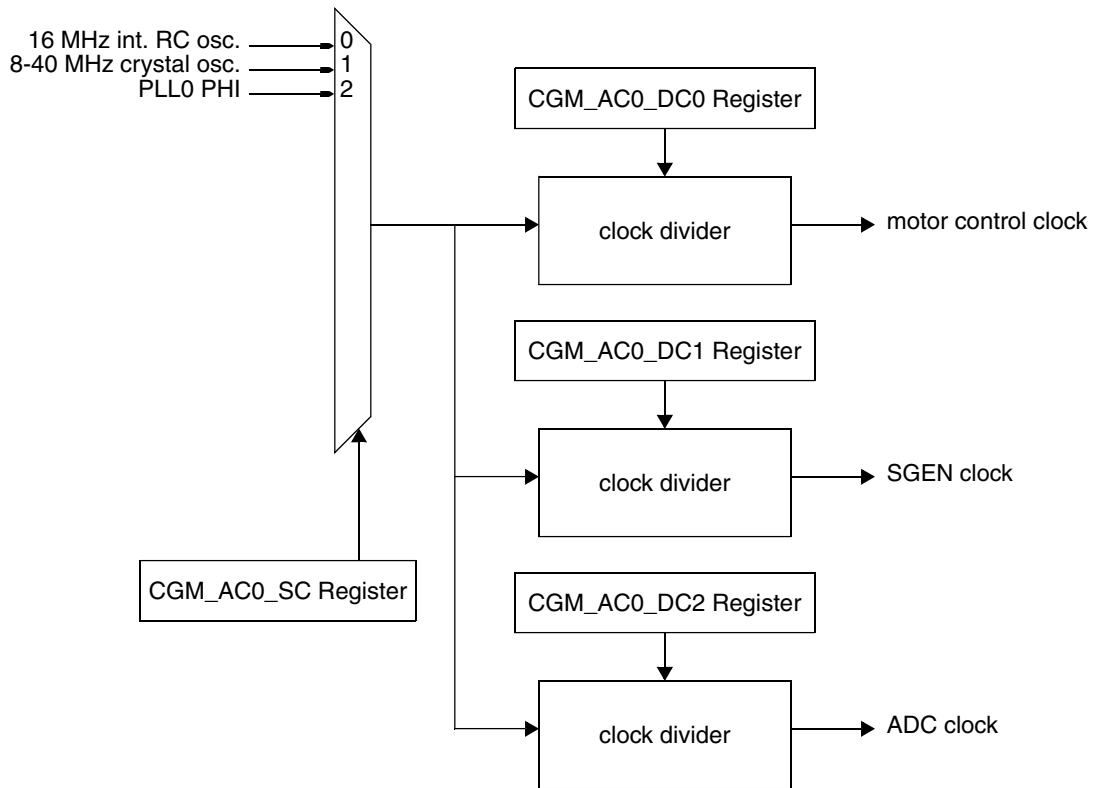 16 MHz int. RC osc. 0
8-40 MHz crystal osc. 1
PLL0 PHI 2
CGM_AC0_DC0 Register
clock divider
motor control clock
CGM_AC0_DC1 Register
clock divider
SGEN clock
CGM_AC0_SC Register
CGM_AC0_DC2 Register
clock divider
ADC clock